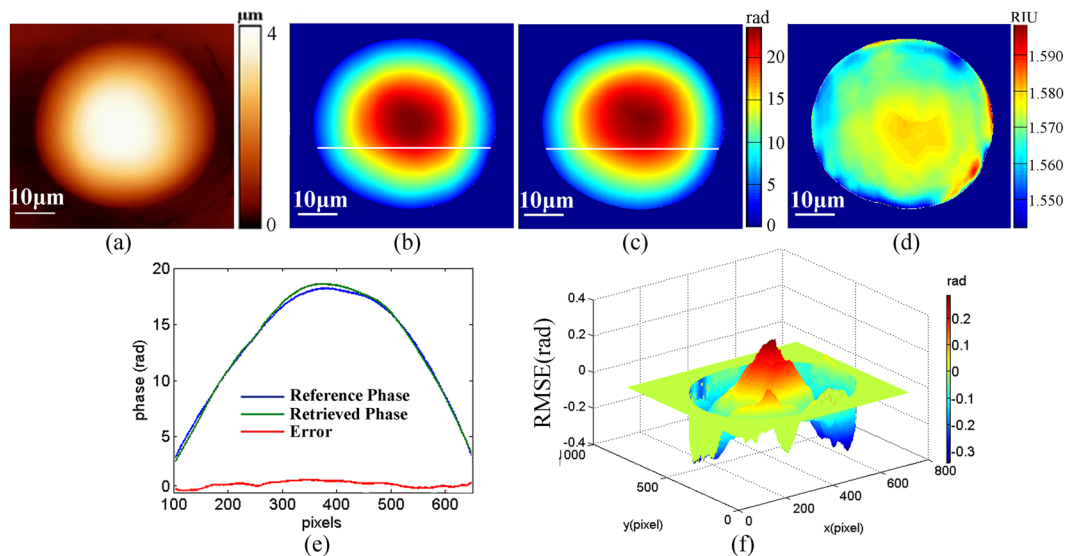 μm
4
0
10μm
(a)
10μm
(b)
10μm
(c)
rad
20
15
10
5
0
RIU
1.590
1.580
1.570
1.560
1.550
(d)
20
15
10
5
0
phase (rad)
Reference Phase
Retrieved Phase
Error
100 200 300 400 500 600
pixels
(e)
RMSE(rad)
0.4
0.2
0
-0.2
-0.4
1000
500
0
y(pixel)
0
200
400
600
800
x(pixel)
rad
0.2
0.1
0
-0.1
-0.2
-0.3
(f)